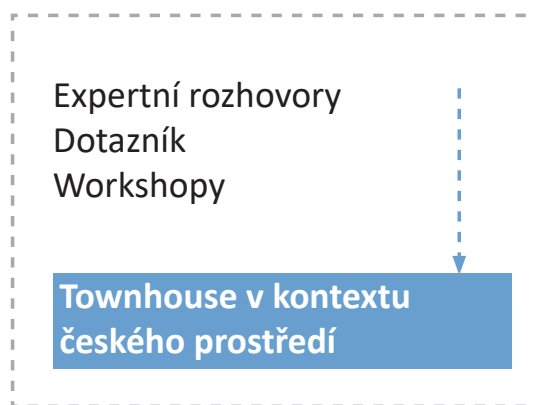 Expertní rozhovory
Dotazník
Workshopy
Townhouse v kontextu
českého prostředí